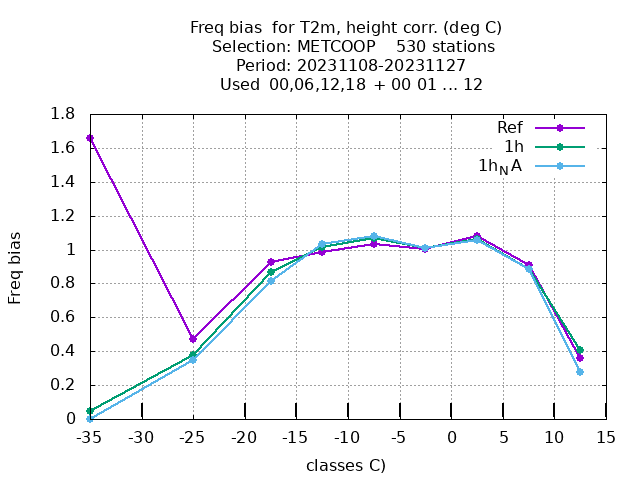 Freq bias  for T2m, height corr. (deg C)
Selection: METCOOP    530 stations
Period: 20231108-20231127
Used  00,06,12,18  + 00 01 ... 12
Ref
1h
1hNA
1.8
1.6
1.4
1.2
1
0.8
0.6
0.4
0.2
0
Freq bias
-35 -30 -25 -20 -15 -10 -5 0 5 10 15
classes C)